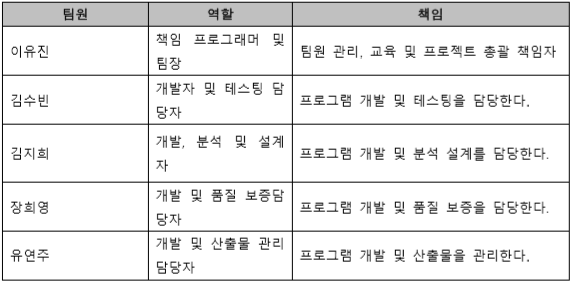 팀원 역할 책임
이유진
책임 프로그래머 및
팀장
팀원 관리, 교육 및 프로젝트 총괄 책임자
김수빈
개발자 및 테스팅 담
당자
프로그램 개발 및 테스팅을 담당한다.
김지희
개발, 분석 및 설계
자
프로그램 개발 및 분석 설계를 담당한다.
장희영
개발 및 품질 보증담
당자
프로그램 개발 및 품질 보증을 담당한다.
유연주
개발 및 산출물 관리
담당자
프로그램 개발 및 산출물을 관리한다.